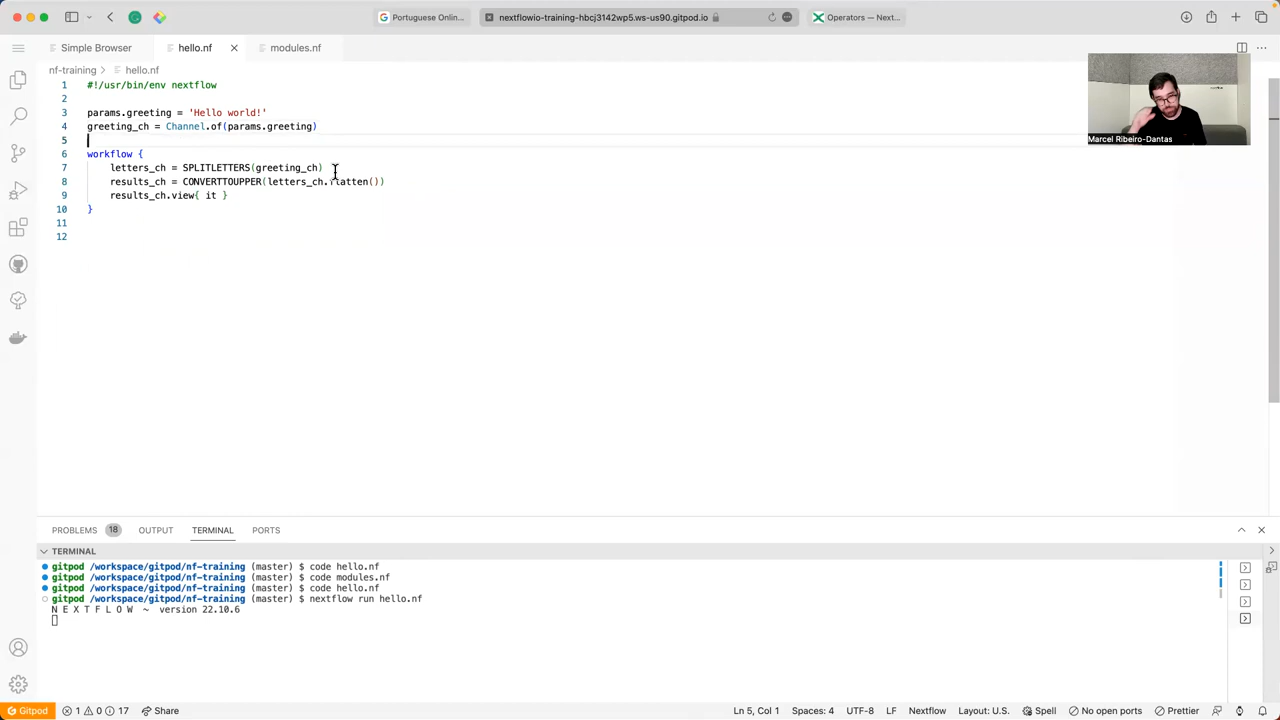 Portuguese Onlin...
nextflowio-training-hbcj3142wp5.ws-us90.gitpod.io
Operators — Next...
Simple Browser
hello.nf
modules.nf
nf-training > hello.nf
1 #!/usr/bin/env nextflow
2
3 params.greeting = 'Hello world!'
4 greeting_ch = Channel.of(params.greeting)
5
6 workflow {
7 letters_ch = SPLITLETTERS(greeting_ch)
8 results_ch = CONVERTTOUPPER(letters_ch.flatten())
9 results_ch.view{ it }
10 }
11
12
Marcel Ribeiro-Dantas
PROBLEMS 18 OUTPUT TERMINAL PORTS
TERMINAL
gitpod /workspace/gitpod/nf-training (master) $ code hello.nf
gitpod /workspace/gitpod/nf-training (master) $ code modules.nf
gitpod /workspace/gitpod/nf-training (master) $ code hello.nf
gitpod /workspace/gitpod/nf-training (master) $ nextflow run hello.nf
N E X T F L O W ~ version 22.10.6
Gitpod 1 0 17 Share Ln 5, Col 1 Spaces: 4 UTF-8 LF Nextflow Layout: U.S. Spell No open ports Prettier